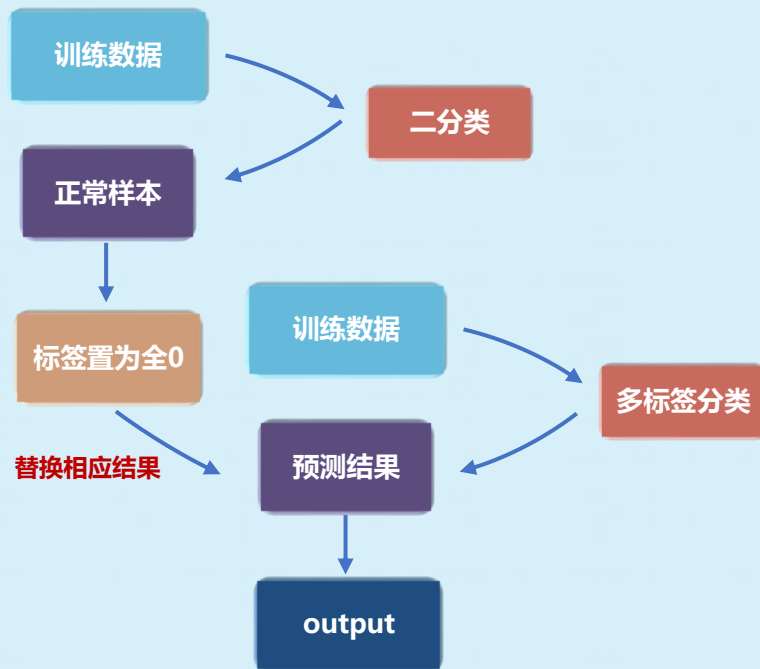 训练数据
二分类
正常样本
标签置为全0
训练数据
多标签分类
替换相应结果
预测结果
output